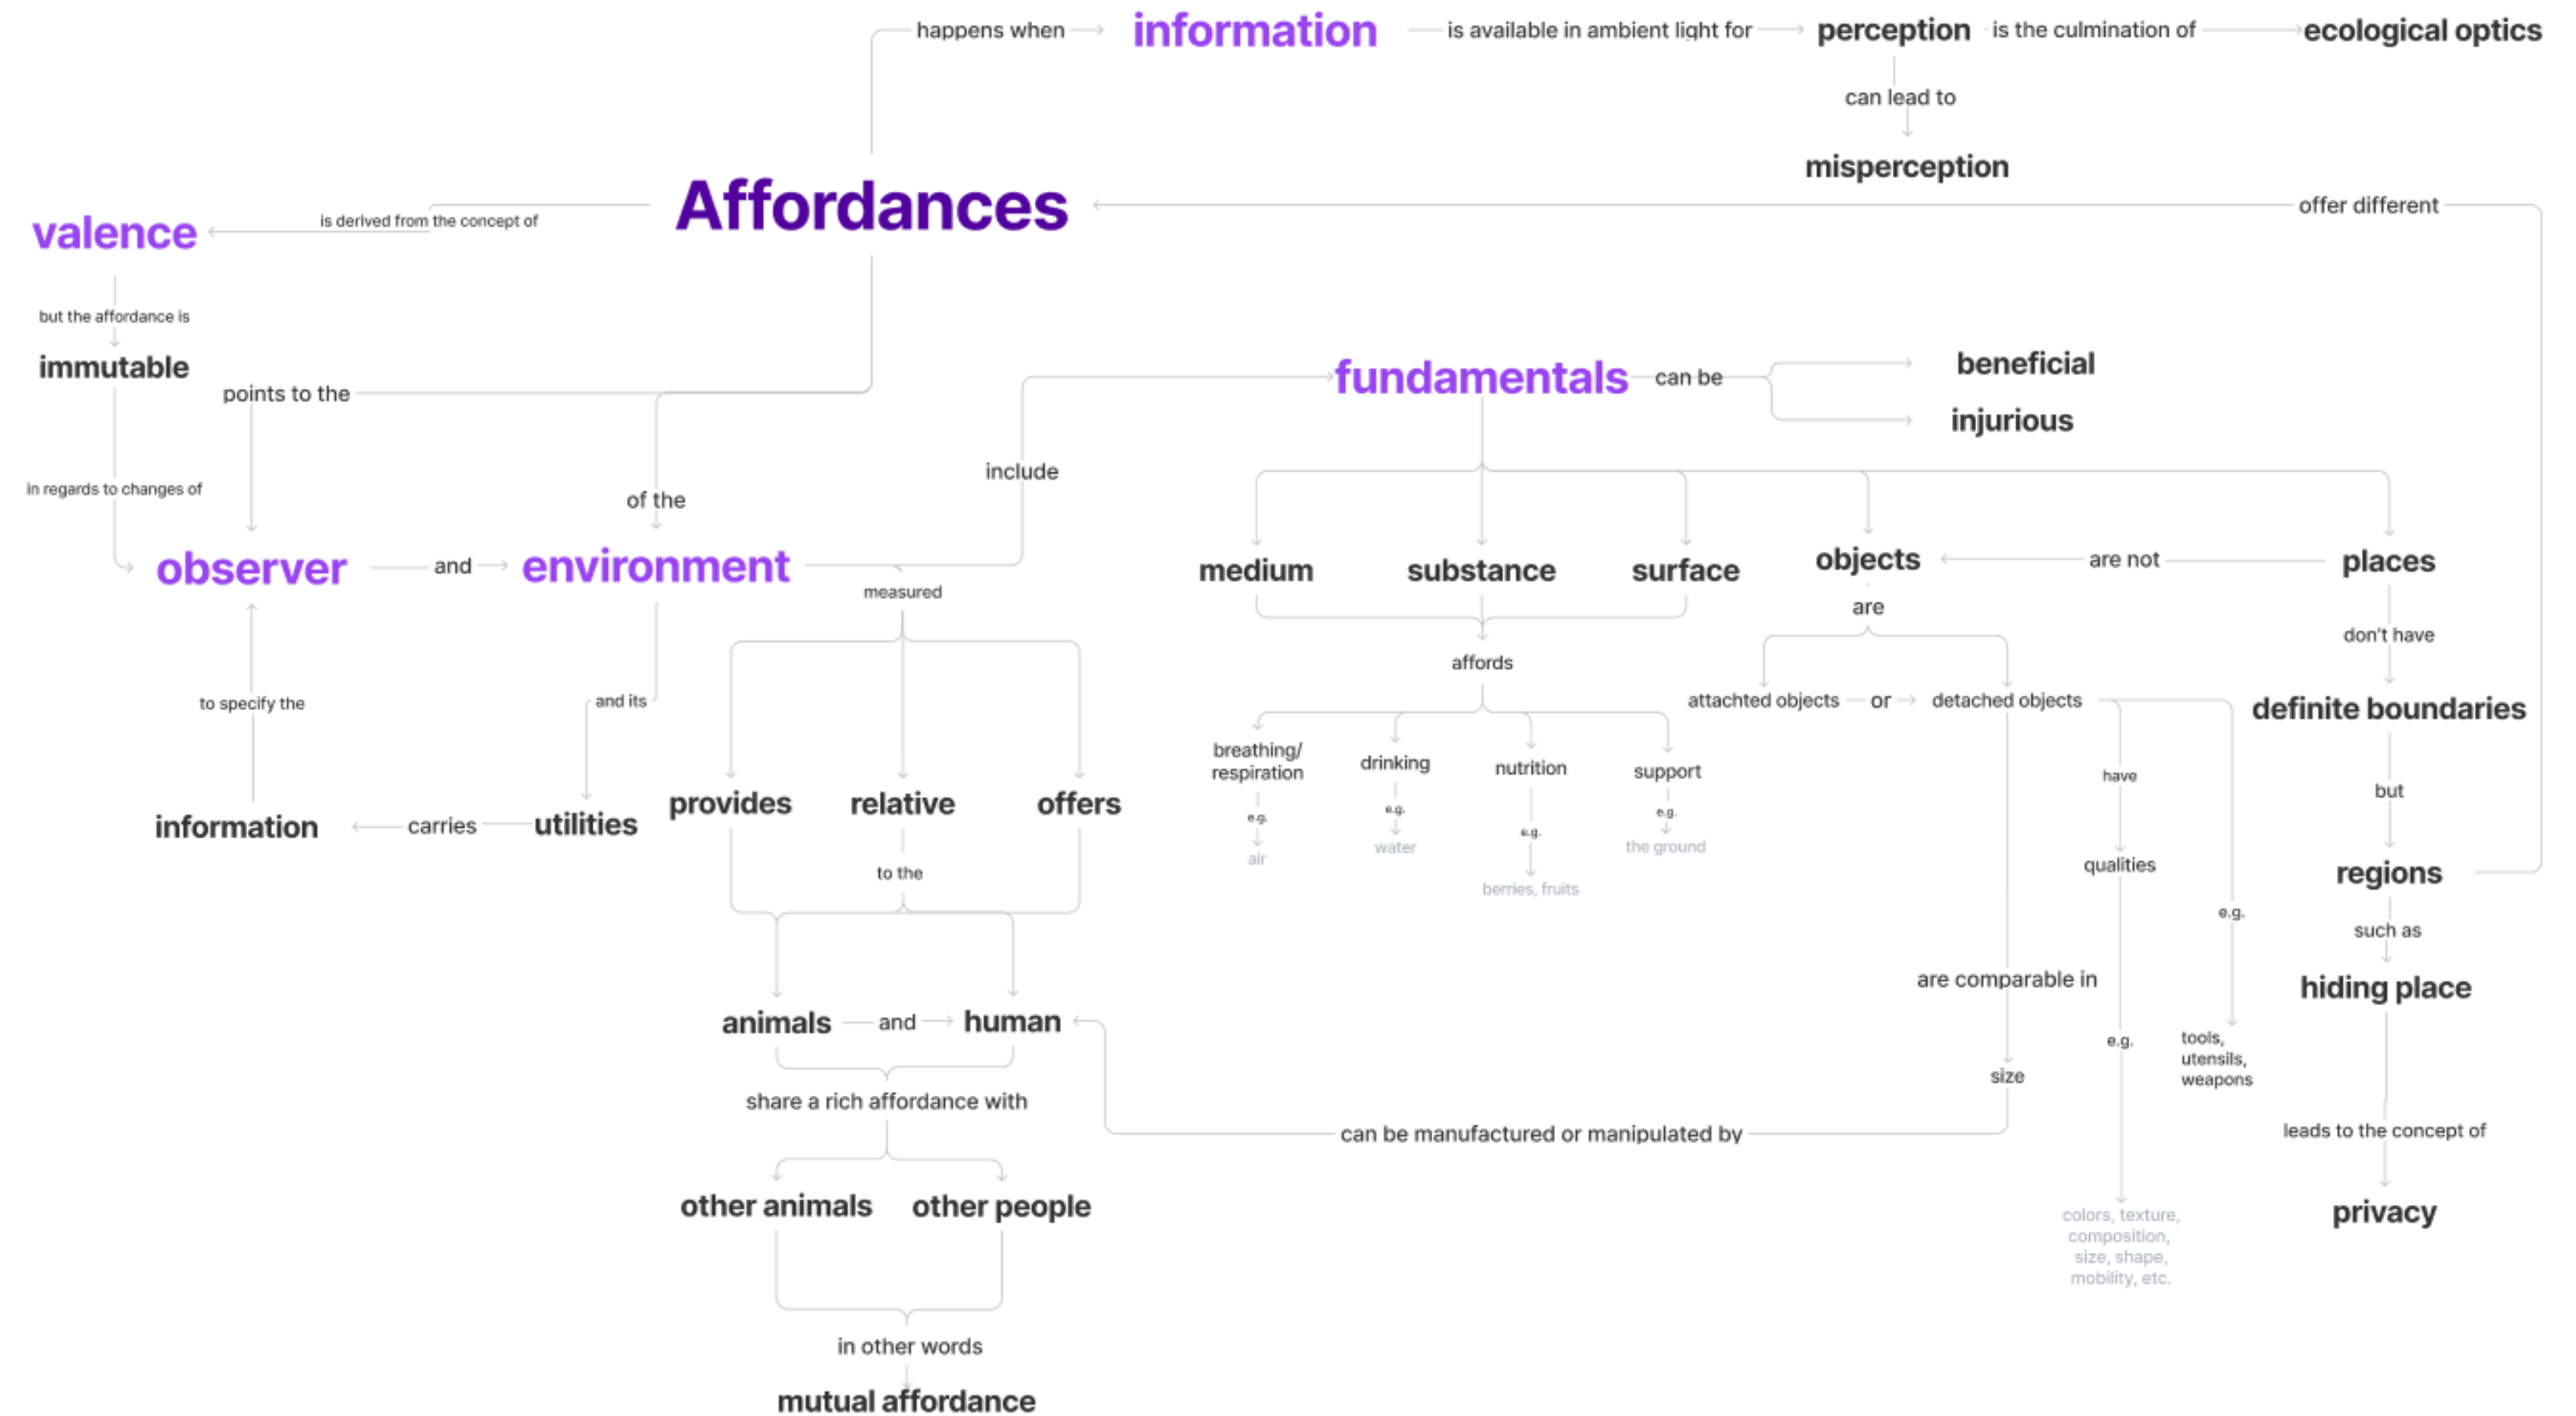 happens when
information
is available in ambient light for
perception
is the culmination of
ecological optics
can lead to
misperception
Affordances
offer different
valence
is derived from the concept of
but the affordance is
immutable
points to the
in regards to changes of
of the
include
fundamentals
can be
beneficial
injurious
observer
and
environment
measured
medium
substance
surface
objects
are not
places
are
don't have
affords
to specify the
and its
attachted objects
or
detached objects
definite boundaries
breathing/
respiration
drinking
nutrition
support
have
but
e.g.
e.g.
e.g.
e.g.
air
water
berries, fruits
the ground
information
carries
utilities
provides
relative
offers
to the
qualities
regions
e.g.
such as
are comparable in
hiding place
animals
and
human
e.g.
tools,
utensils,
weapons
size
share a rich affordance with
can be manufactured or manipulated by
leads to the concept of
other animals
other people
colors, texture,
composition,
size, shape,
mobility, etc.
privacy
in other words
mutual affordance